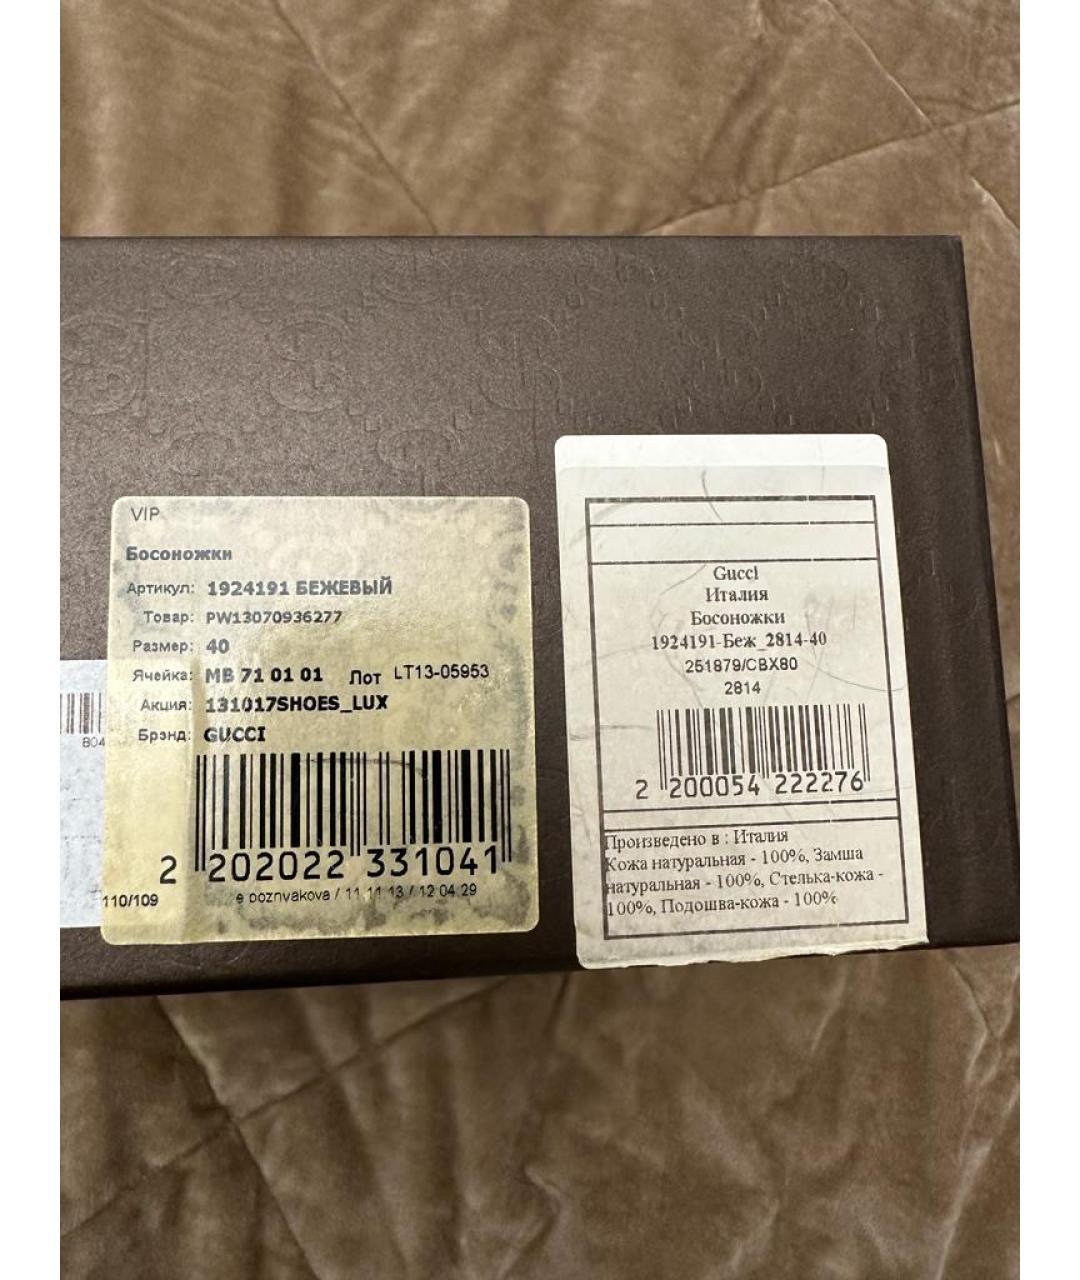 VIP
Босоножки
Артикул: 1924191 БЕЖЕВЫЙ
Товар: PW13070936277
Размер: 40
Ячейка: MB 71 01 01 Лот LT13-05953
Акция: 131017SHOES_LUX
Брэнд: GUCCI
2 202022 331041
e poznvakova / 11 11 13 / 12 04 29
804
110/109
Gucci
Италия
Босоножки
1924191-Беж_2814-40
251879/CBX80
2814
2 200054 222276
Произведено в : Италия
Кожа натуральная - 100%, Замша
натуральная - 100%, Стелька-кожа -
100%, Подошва-кожа - 100%